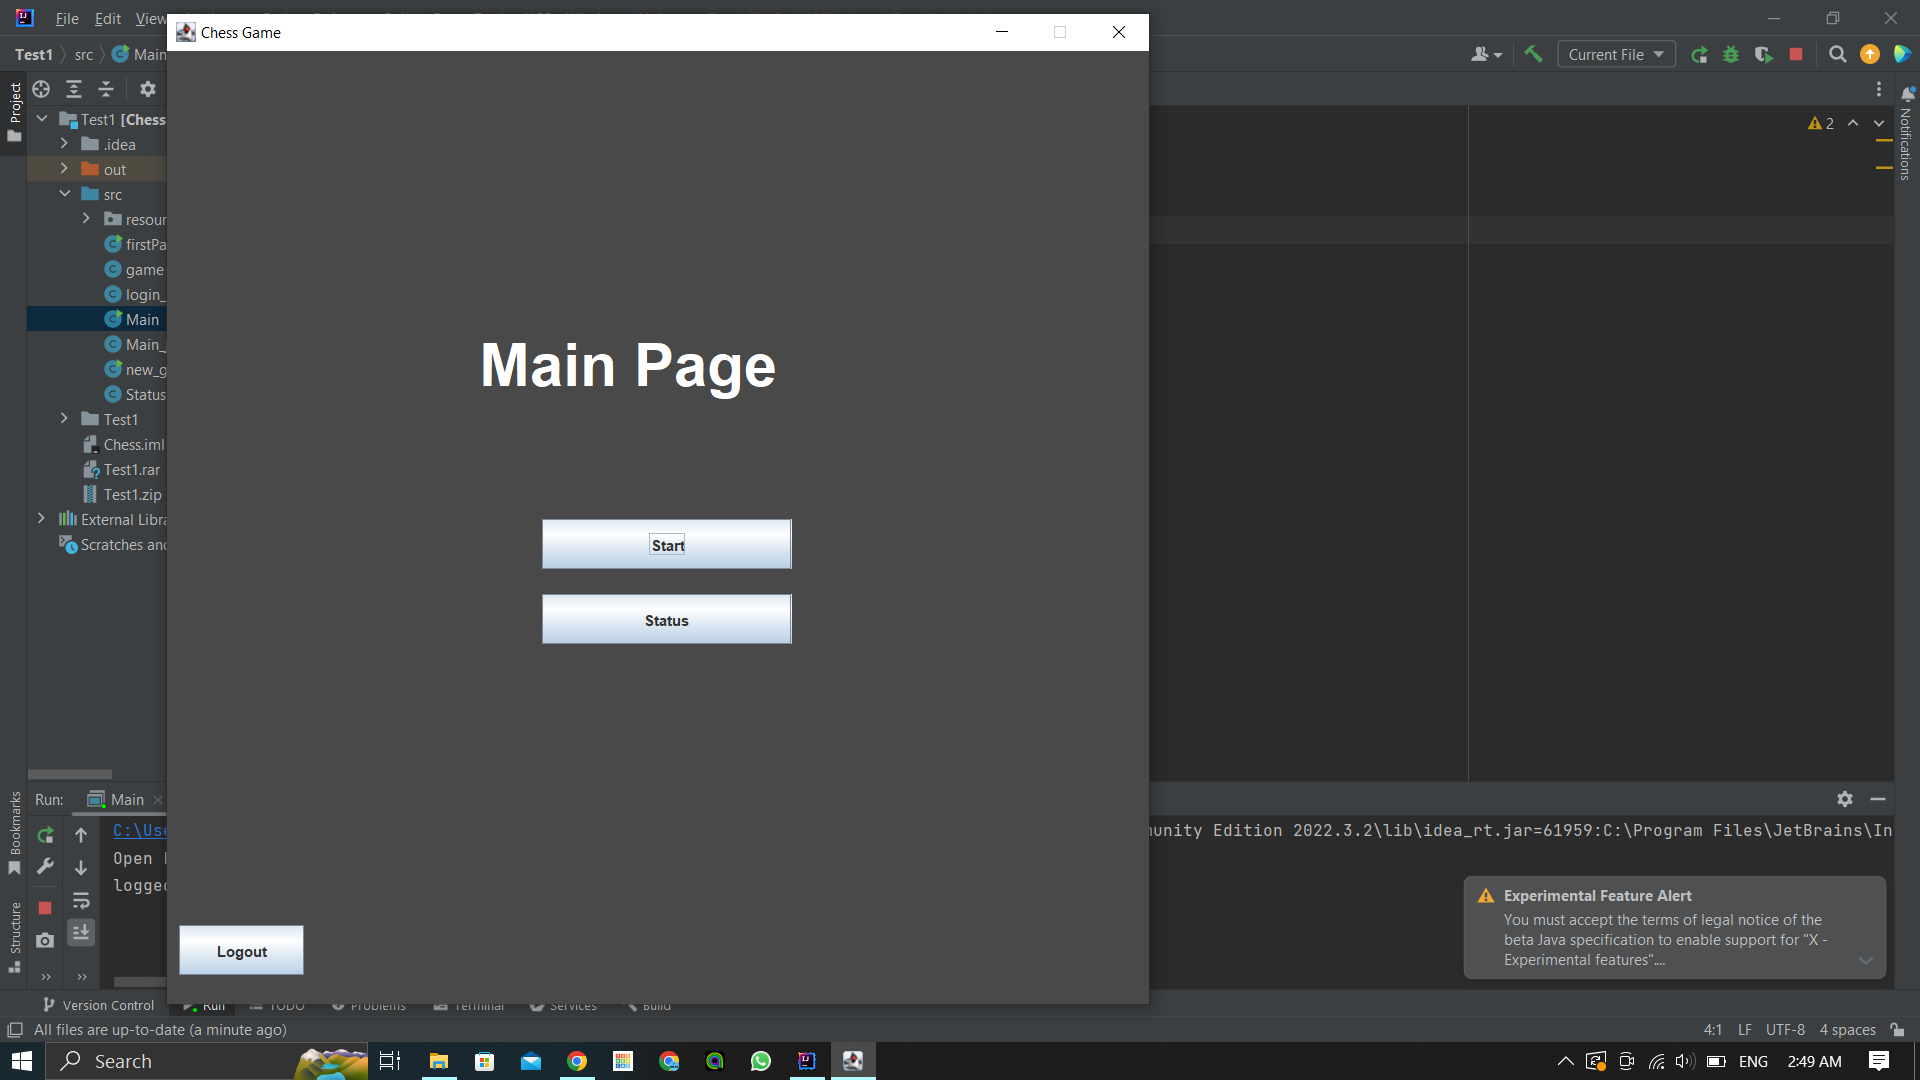 File Edit View
Chess Game
Test1 src Main
Current File
Project
Test1 [Chess
.idea
out
src
resour
firstPa
game
login_
Main
Main_
new_g
Status
Test1
Chess.iml
Test1.rar
Test1.zip
External Libra
Scratches and
2
Notifications
Main Page
Start
Status
Logout
Bookmarks
Structure
Run: Main
C:\Use
munity Edition 2022.3.2\lib\idea_rt.jar=61959:C:\Program Files\JetBrains\In
Open
logged
Experimental Feature Alert
You must accept the terms of legal notice of the
beta Java specification to enable support for "X -
Experimental features"....
Version Control Run TODO Problems Terminal Services Build
All files are up-to-date (a minute ago)
4:1 LF UTF-8 4 spaces
Search
ENG 2:49 AM